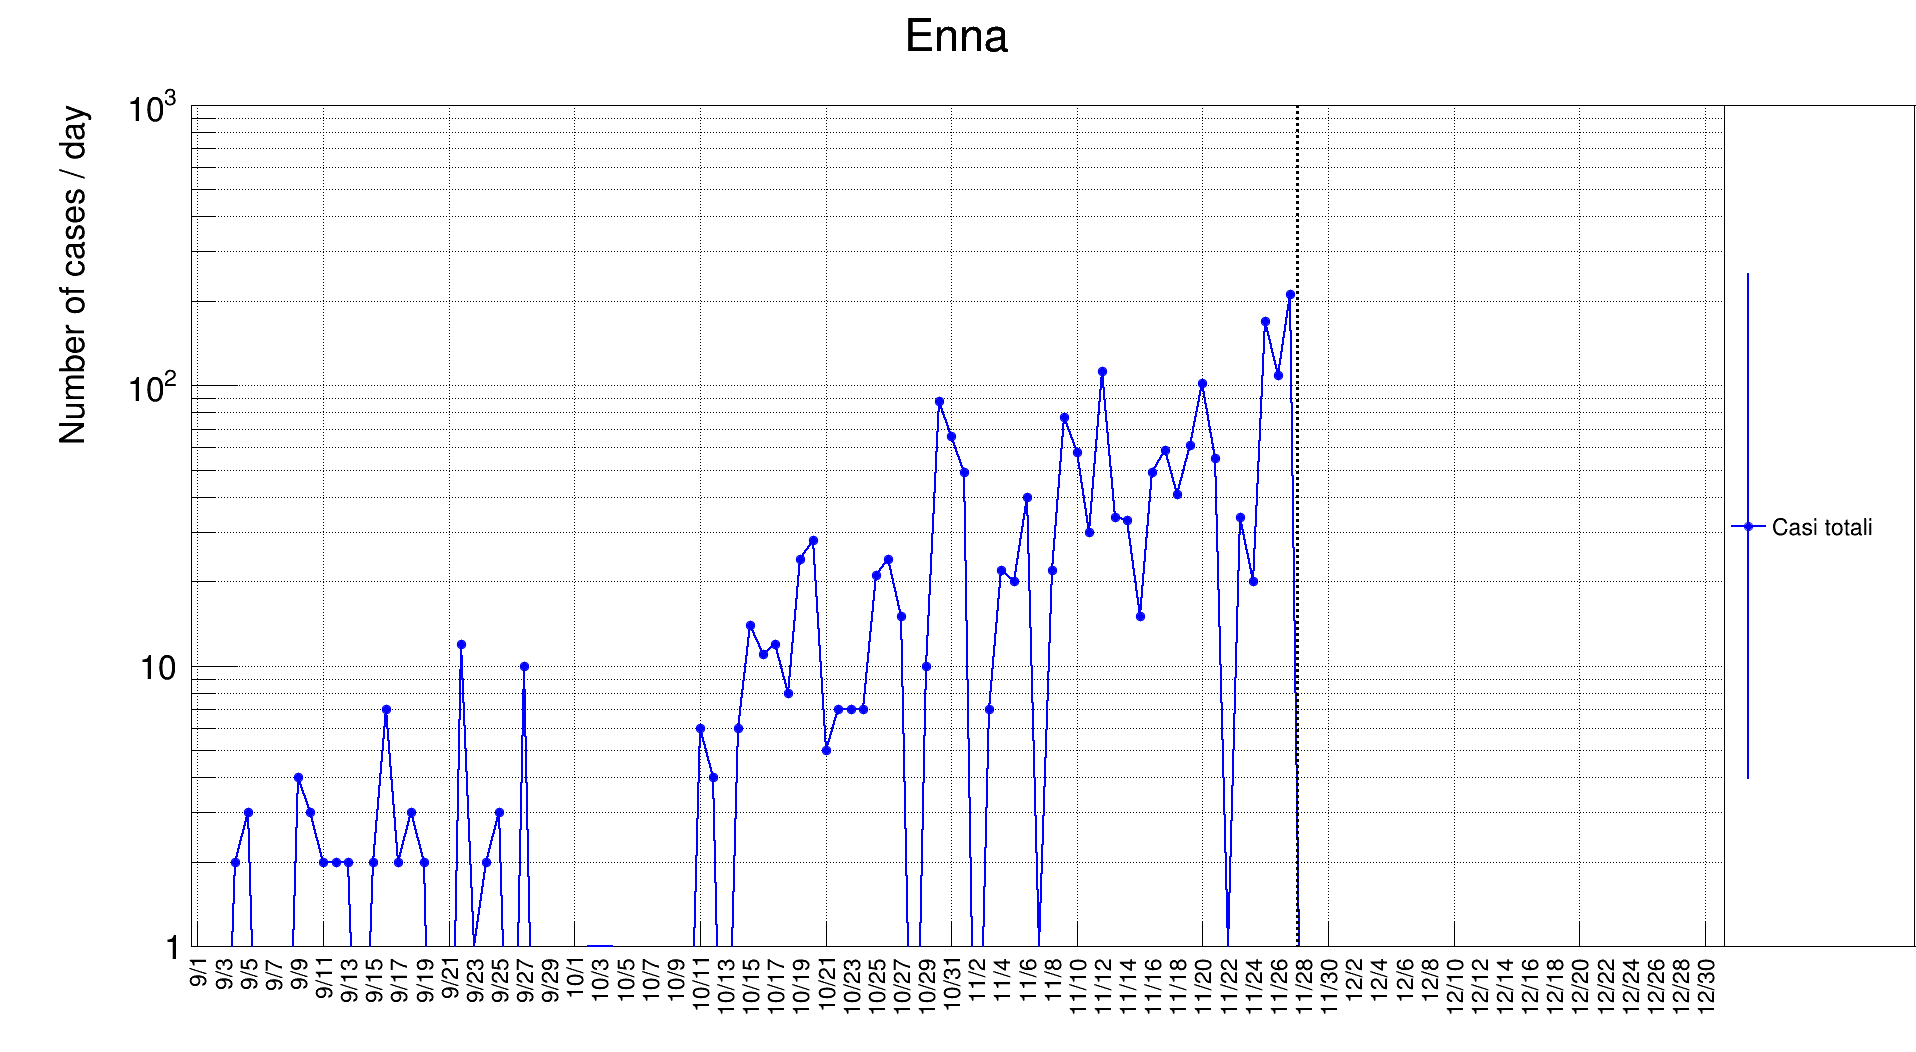 Enna
Number of cases / day
10³
10²
10
1
9/1 9/3 9/5 9/7 9/9 9/11 9/13 9/15 9/17 9/19 9/21 9/23 9/25 9/27 9/29 10/1 10/3 10/5 10/7 10/9 10/11 10/13 10/15 10/17 10/19 10/21 10/23 10/25 10/27 10/29 10/31 11/2 11/4 11/6 11/8 11/10 11/12 11/14 11/16 11/18 11/20 11/22 11/24 11/26 11/28 11/30 12/2 12/4 12/6 12/8 12/10 12/12 12/14 12/16 12/18 12/20 12/22 12/24 12/26 12/28 12/30
Casi totali